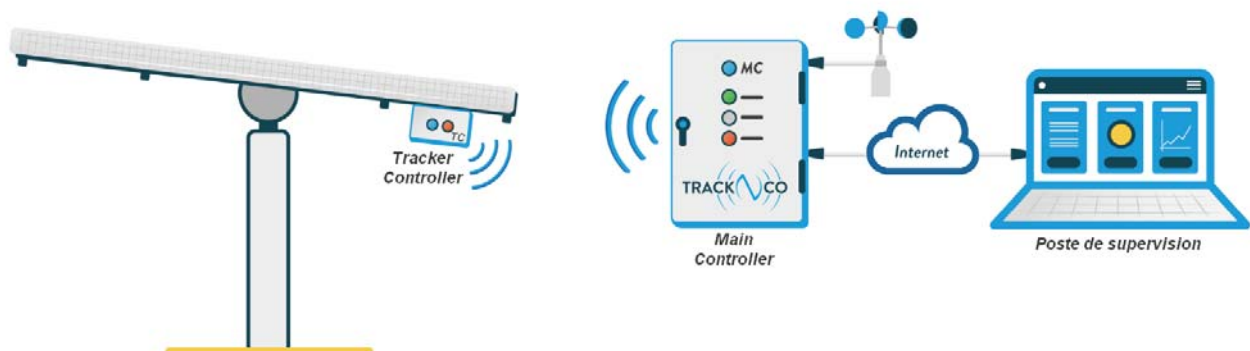 TC
Tracker
Controller
MC
TRACK N CO
Main
Controller
Internet
Poste de supervision